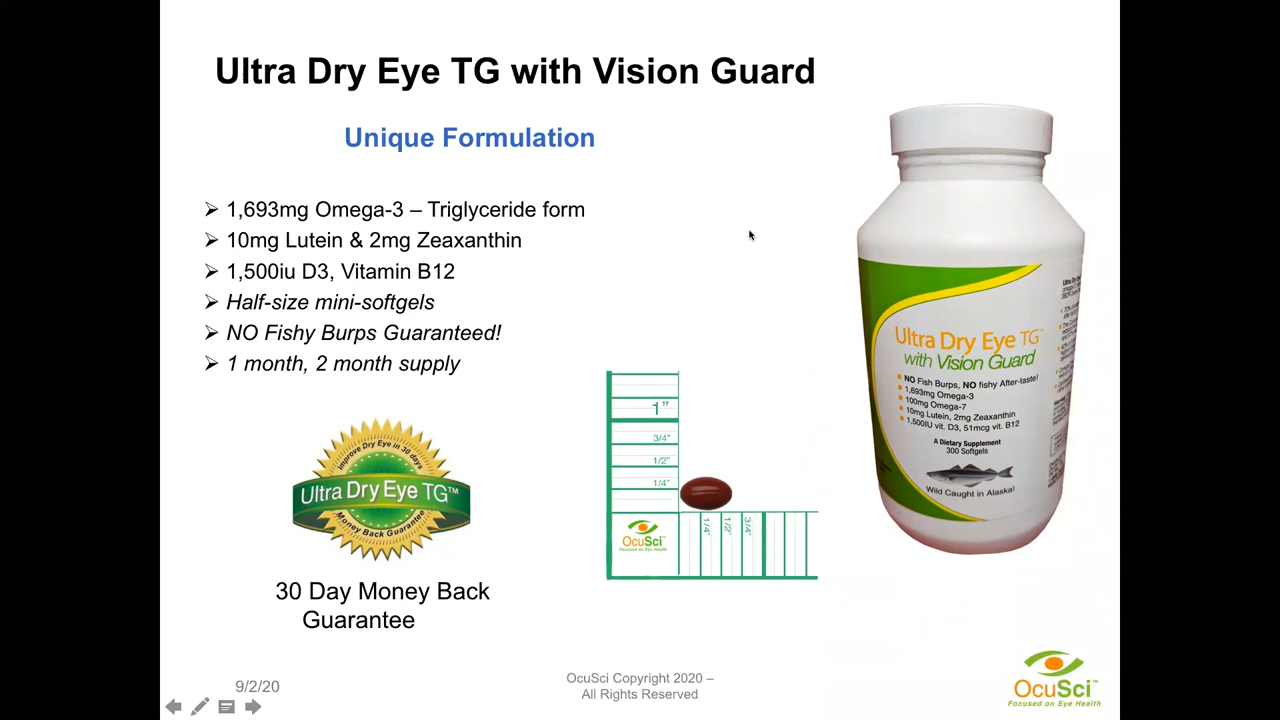 Ultra Dry Eye TG with Vision Guard
Unique Formulation
1,693mg Omega-3 – Triglyceride form
10mg Lutein & 2mg Zeaxanthin
1,500iu D3, Vitamin B12
Half-size mini-softgels
NO Fishy Burps Guaranteed!
1 month, 2 month supply
Improve Dry Eye in 30 days
Ultra Dry Eye TG™
Money Back Guarantee
30 Day Money Back
Guarantee
1”
3/4"
1/2"
1/4"
1/4"
1/2"
3/4"
OcuSci
Focused on Eye Health
Ultra Dry Eye TG™
with Vision Guard
NO Fish Burps, NO fishy After-taste!
1,693mg Omega-3
100mg Omega-7
10mg Lutein, 2mg Zeaxanthin
1,500IU vit. D3, 51mcg vit. B12
A Dietary Supplement
300 Softgels
Wild Caught in Alaska!
9/2/20
OcuSci Copyright 2020 –
All Rights Reserved
OcuSci™
Focused on Eye Health